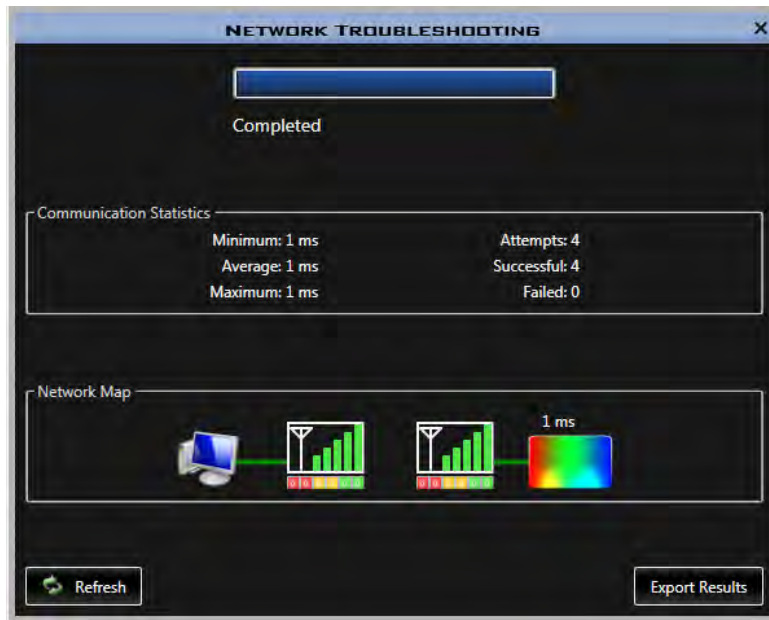 NETWORK TROUBLESHOOTING
Completed
Communication Statistics
Minimum: 1 ms
Attempts: 4
Average: 1 ms
Successful: 4
Maximum: 1 ms
Failed: 0
Network Map
1 ms
Refresh
Export Results